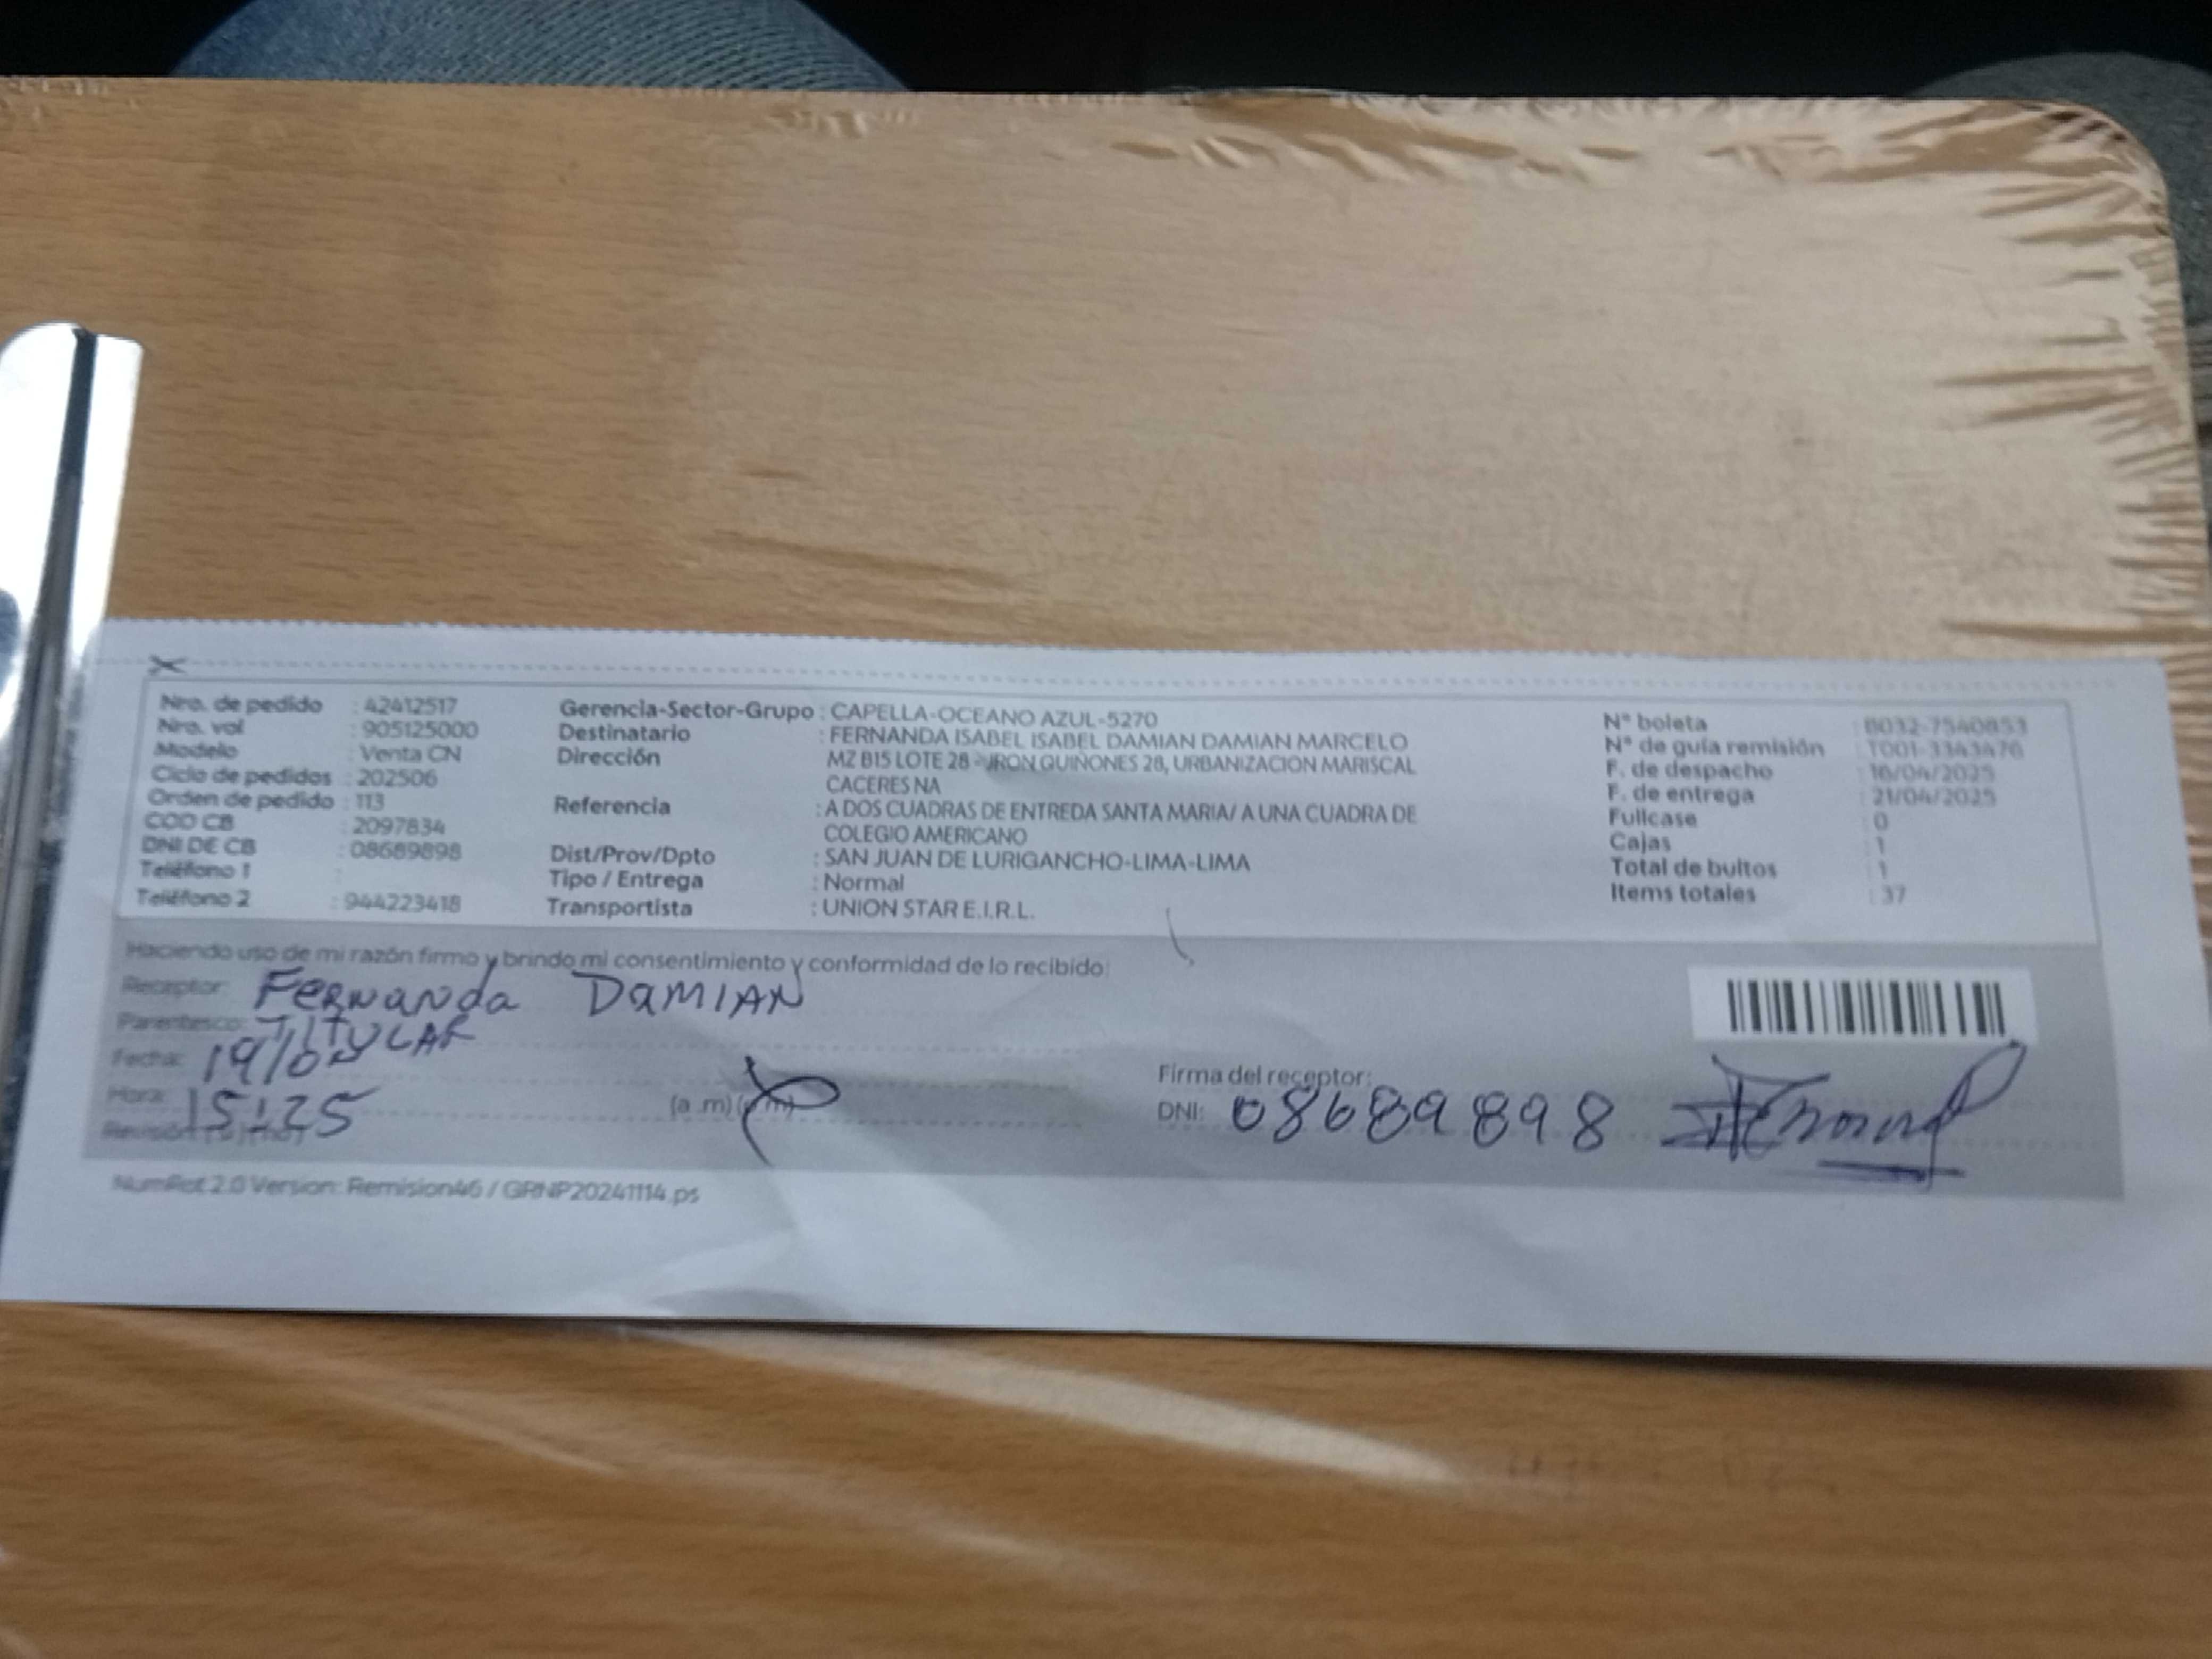 Nro. de pedido : 42412517
Nro. vol : 905125000
Modelo : Venta CN
Ciclo de pedidos : 202506
Orden de pedido : 113
COD CB : 2097834
DNI DE CB : 08689898
Teléfono 1 :
Teléfono 2 : 944223418
Gerencia-Sector-Grupo : CAPELLA-OCEANO AZUL-5270
Destinatario : FERNANDA ISABEL ISABEL DAMIAN DAMIAN MARCELO
Dirección MZ B15 LOTE 28 - JRON QUIÑONES 28, URBANIZACION MARISCAL
CACERES NA
Referencia : A DOS CUADRAS DE ENTREDA SANTA MARIA/ A UNA CUADRA DE
COLEGIO AMERICANO
Dist/Prov/Dpto : SAN JUAN DE LURIGANCHO-LIMA-LIMA
Tipo / Entrega : Normal
Transportista : UNION STAR E.I.R.L.
N° boleta : B032-7540853
N° de guía remisión : T001-3343476
F. de despacho : 16/04/2025
F. de entrega : 21/04/2025
Fullcase : 0
Cajas : 1
Total de bultos : 1
Items totales : 37
Haciendo uso de mi razón firmo y brindo mi consentimiento y conformidad de lo recibido:
Receptor: Fernanda DaMIAN
Parentesco: TITULAR
Fecha: 19/04
Hora: 15:25 (a .m)
Firma del receptor:
DNI: 08689898
NumRot 2.0 Version: Remision46 / GRNP20241114.ps